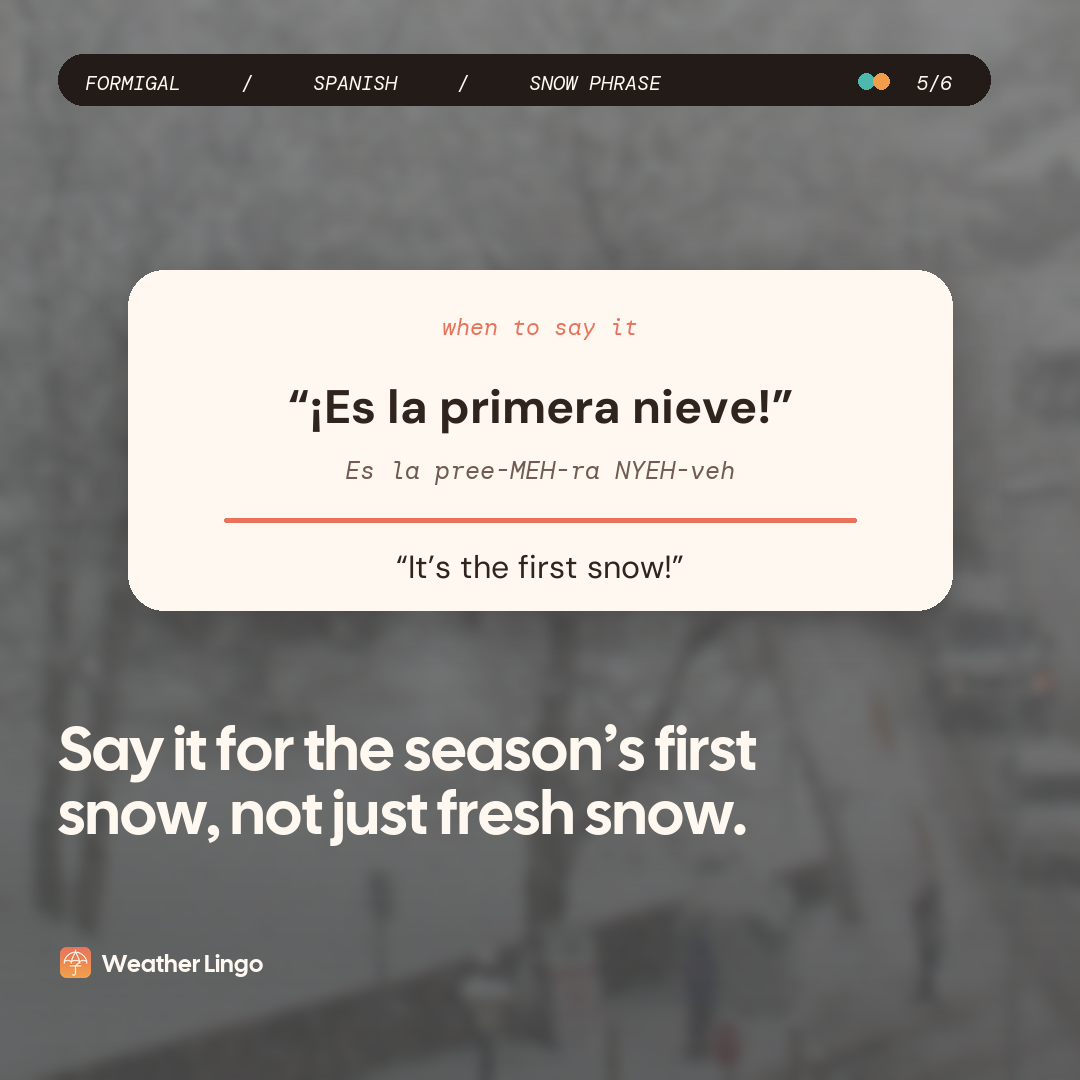 FORMIGAL / SPANISH / SNOW PHRASE 5/6
when to say it
“¡Es la primera nieve!”
Es la pree-MEH-ra NYEH-veh
“It’s the first snow!”
Say it for the season’s first
snow, not just fresh snow.
Weather Lingo